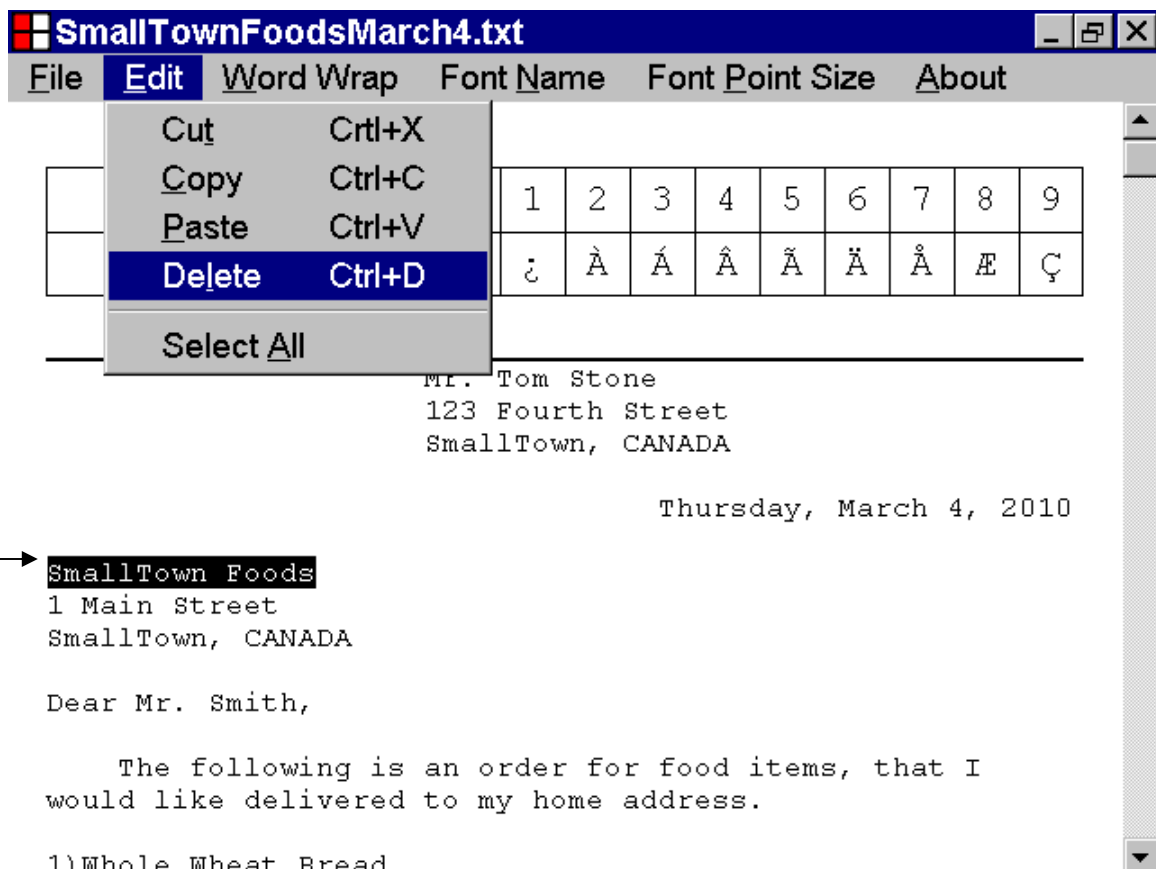 SmallTownFoodsMarch4.txt
File Edit Word Wrap Font Name Font Point Size About
Cut Crtl+X
Copy Ctrl+C
Paste Ctrl+V
Delete Ctrl+D
Select All
1 2 3 4 5 6 7 8 9
¿ À Á Â Ã Ä Å Æ Ç
Mr. Tom Stone
123 Fourth Street
SmallTown, CANADA
Thursday, March 4, 2010
SmallTown Foods
1 Main Street
SmallTown, CANADA
Dear Mr. Smith,
The following is an order for food items, that I
would like delivered to my home address.
1)Whole Wheat Bread